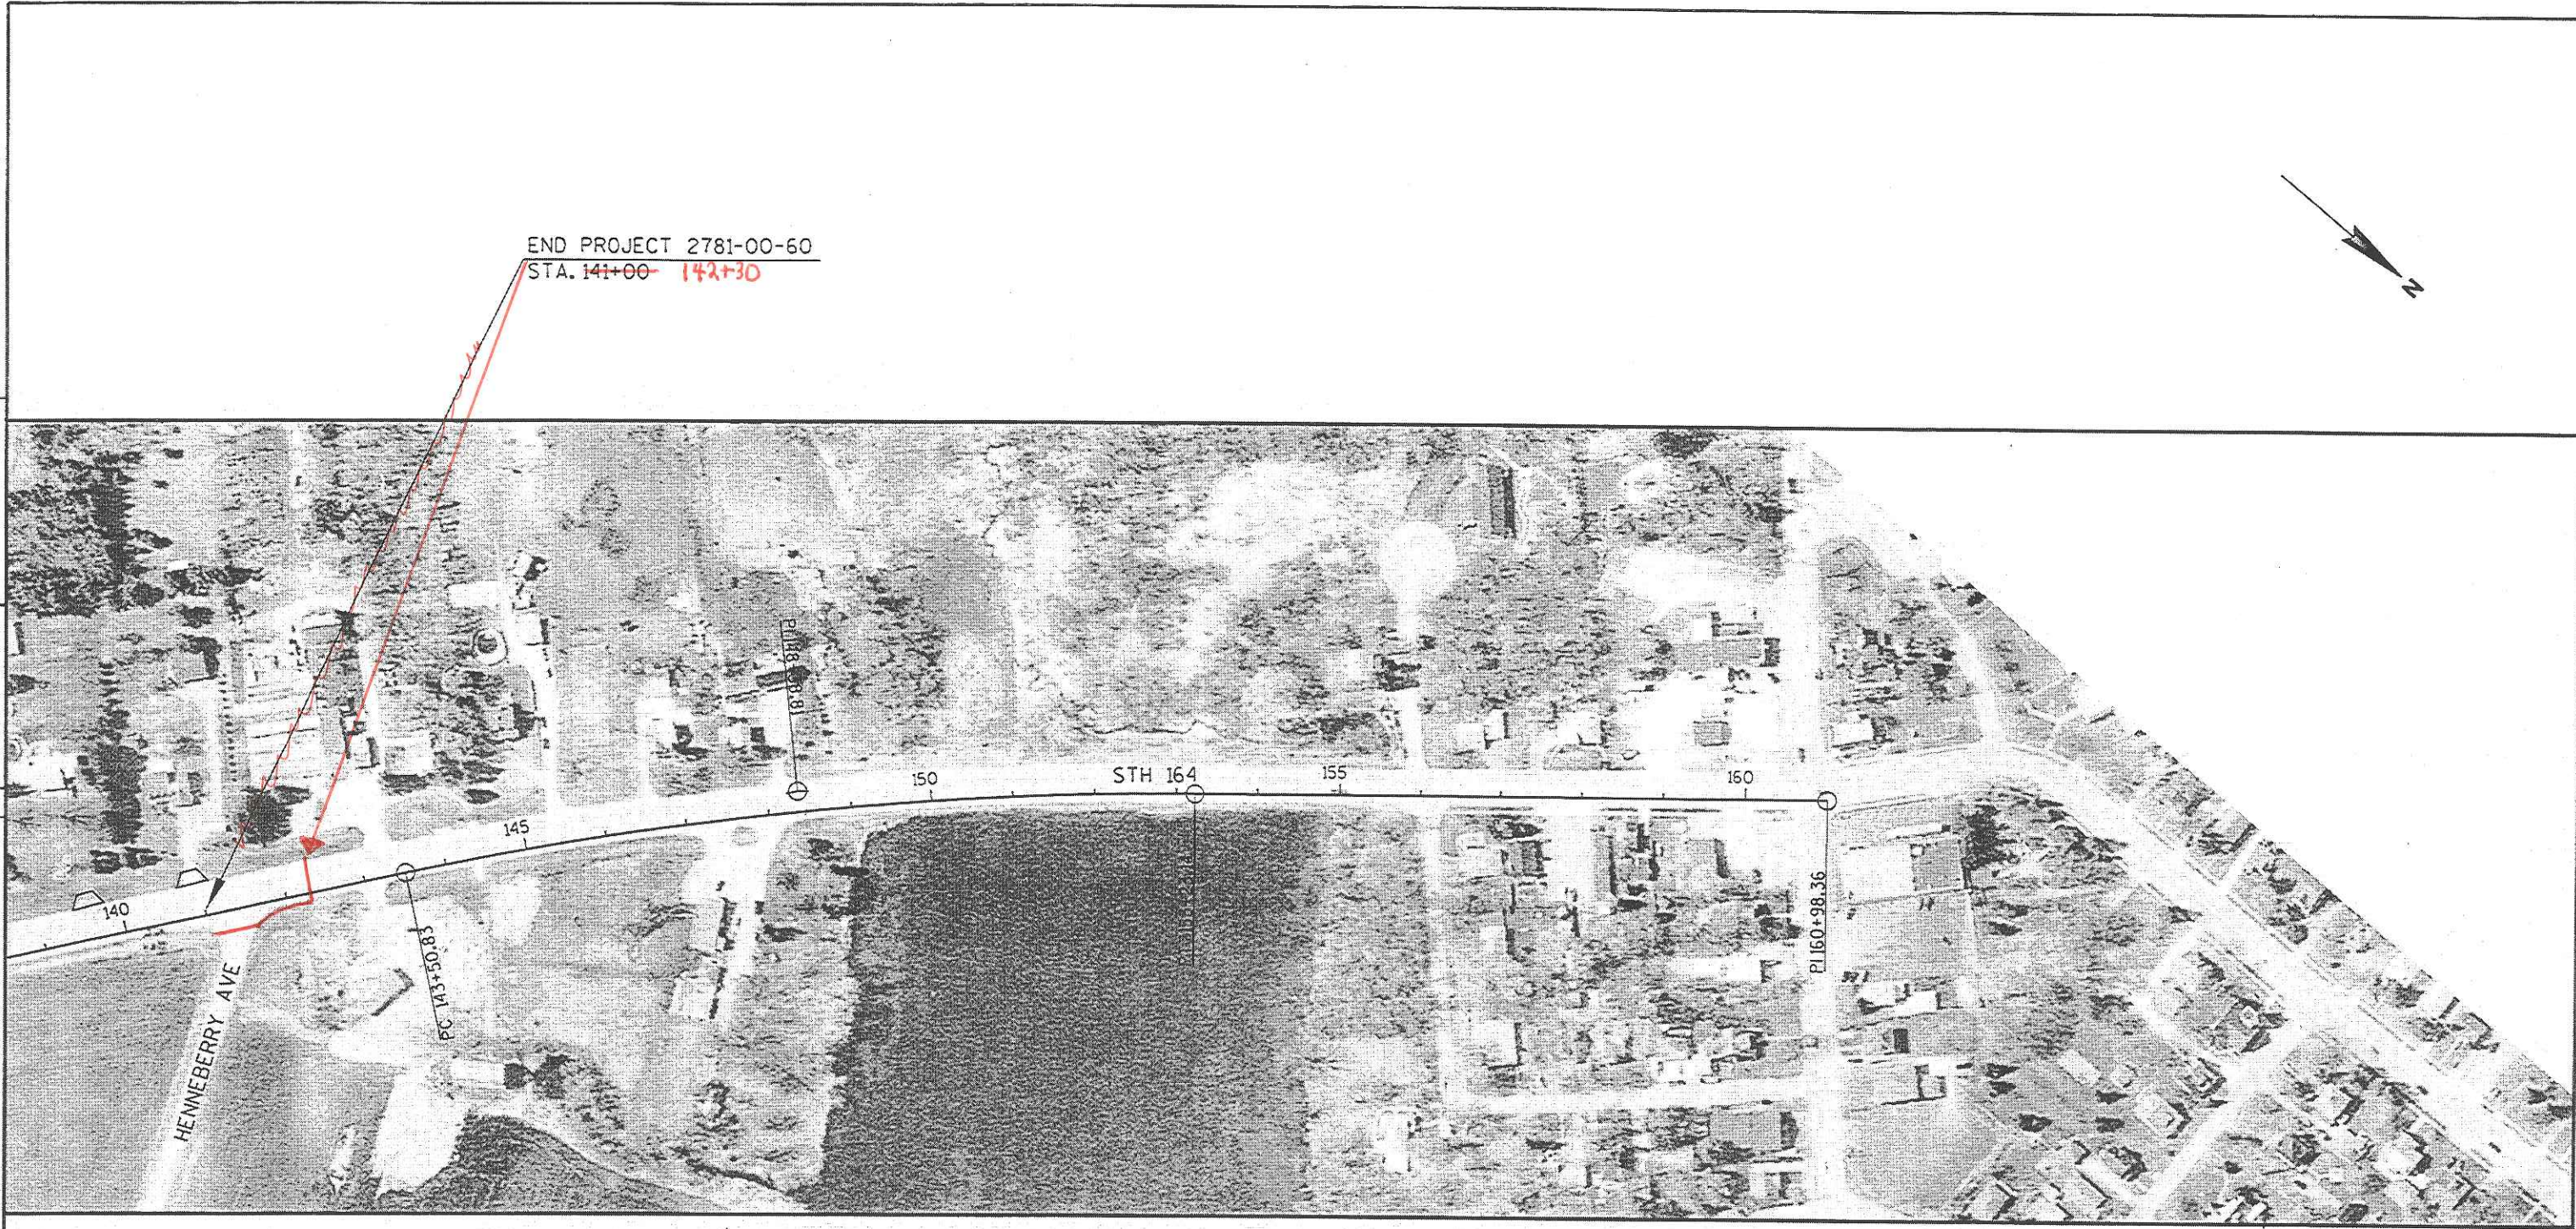 END PROJECT 2781-00-60
STA. 141+00 142+30
N
150
STH 164
155
160
145
140
PI 160+98.36
PC 143+50.83
HENNEBERRY AVE